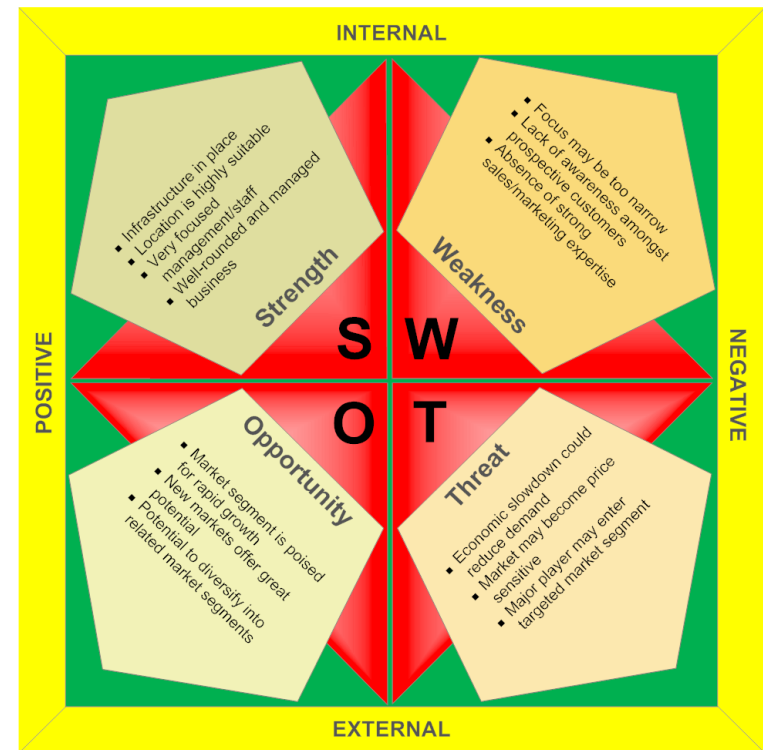 INTERNAL
▪ Infrastructure in place
▪ Location is highly suitable
▪ Very focused
management/staff
▪ Well-rounded and managed
business
Strength
▪ Focus may be too narrow
▪ Lack of awareness amongst
prospective customers
▪ Absence of strong
sales/marketing expertise
Weakness
S W
POSITIVE
NEGATIVE
O T
Opportunity
▪ Market segment is poised
for rapid growth
▪ New markets offer great
potential
▪ Potential to diversify into
related market segments
Threat
▪ Economic slowdown could
reduce demand
▪ Market may become price
sensitive
▪ Major player may enter
targeted market segment
EXTERNAL